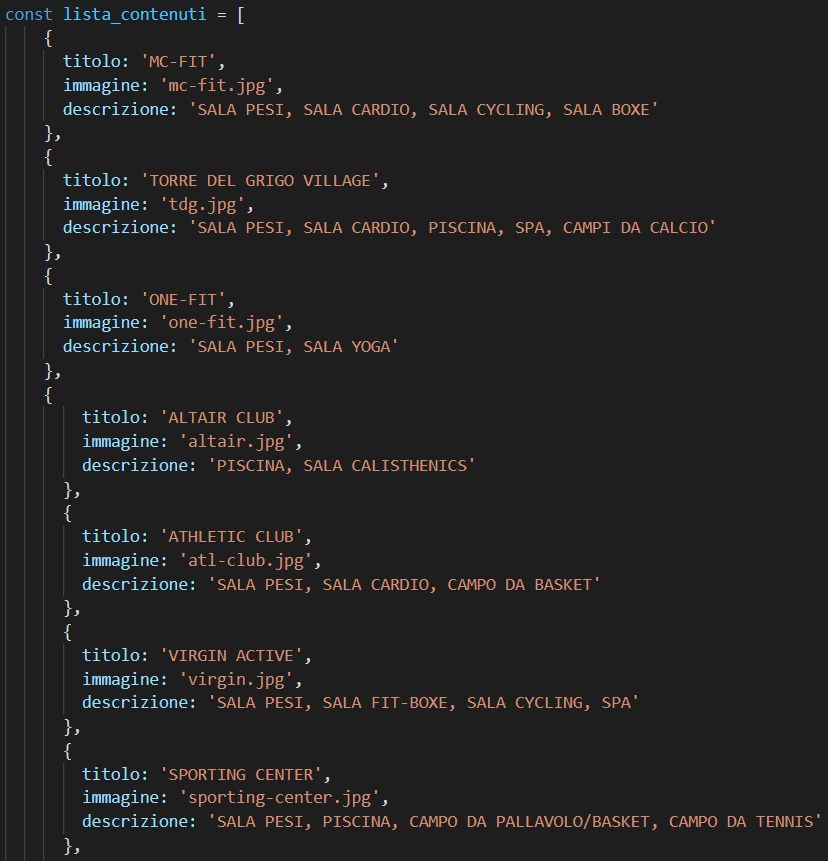 const lista_contenuti = [
{
titolo: 'MC-FIT',
immagine: 'mc-fit.jpg',
descrizione: 'SALA PESI, SALA CARDIO, SALA CYCLING, SALA BOXE'
},
{
titolo: 'TORRE DEL GRIGO VILLAGE',
immagine: 'tdg.jpg',
descrizione: 'SALA PESI, SALA CARDIO, PISCINA, SPA, CAMPI DA CALCIO'
},
{
titolo: 'ONE-FIT',
immagine: 'one-fit.jpg',
descrizione: 'SALA PESI, SALA YOGA'
},
{
titolo: 'ALTAIR CLUB',
immagine: 'altair.jpg',
descrizione: 'PISCINA, SALA CALISTHENICS'
},
{
titolo: 'ATHLETIC CLUB',
immagine: 'atl-club.jpg',
descrizione: 'SALA PESI, SALA CARDIO, CAMPO DA BASKET'
},
{
titolo: 'VIRGIN ACTIVE',
immagine: 'virgin.jpg',
descrizione: 'SALA PESI, SALA FIT-BOXE, SALA CYCLING, SPA'
},
{
titolo: 'SPORTING CENTER',
immagine: 'sporting-center.jpg',
descrizione: 'SALA PESI, PISCINA, CAMPO DA PALLAVOLO/BASKET, CAMPO DA TENNIS'
},